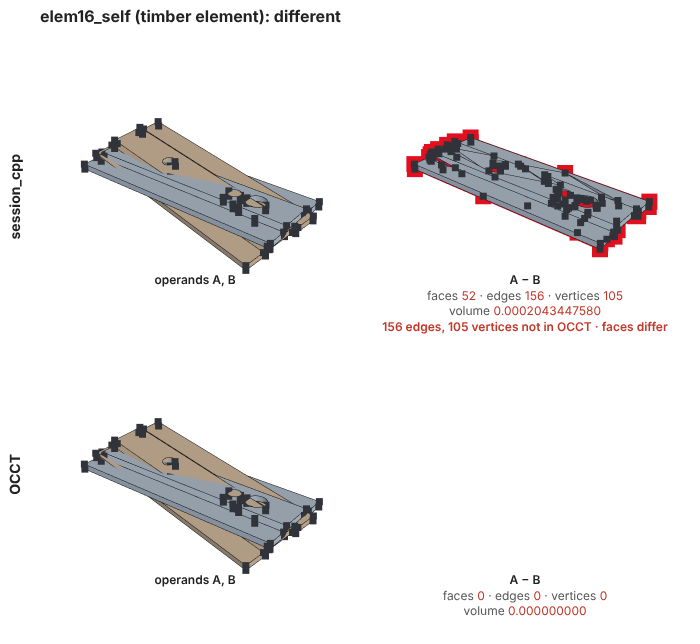 elem16_self (timber element): different
session_cpp
operands A, B
A − B
faces 52 · edges 156 · vertices 105
volume 0.0002043447580
156 edges, 105 vertices not in OCCT · faces differ
OCCT
operands A, B
A − B
faces 0 · edges 0 · vertices 0
volume 0.000000000